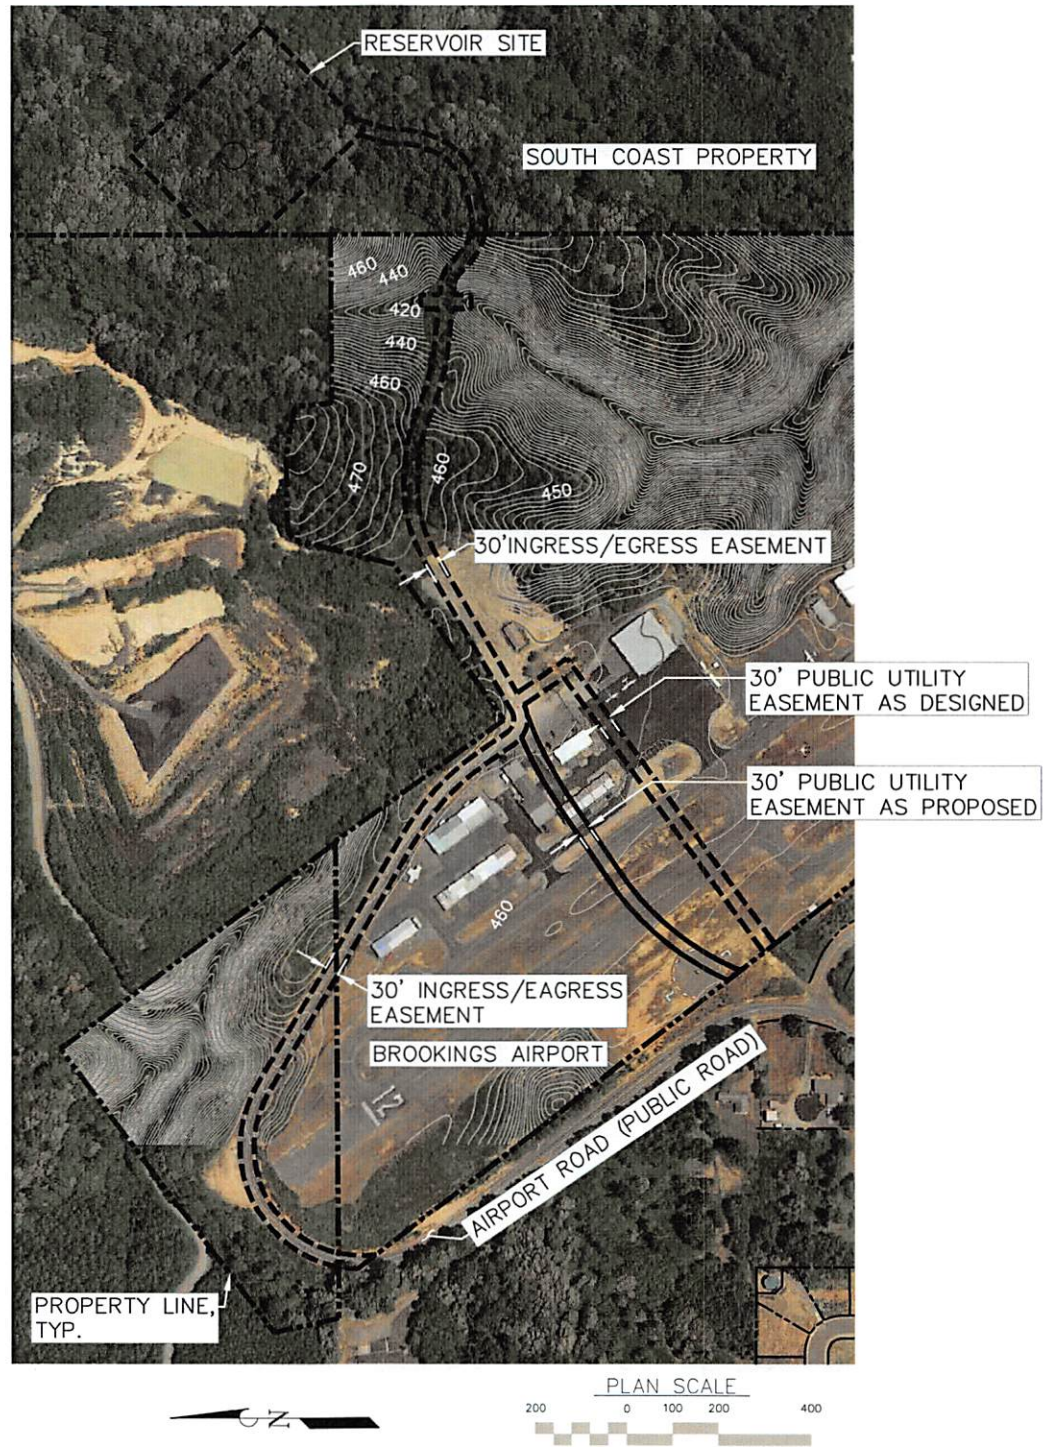 RESERVOIR SITE
SOUTH COAST PROPERTY
460
440
420
440
460
470
460
450
30'INGRESS/EGRESS EASEMENT
30' PUBLIC UTILITY
EASEMENT AS DESIGNED
30' PUBLIC UTILITY
EASEMENT AS PROPOSED
460
30' INGRESS/EAGRESS
EASEMENT
BROOKINGS AIRPORT
12
AIRPORT ROAD (PUBLIC ROAD)
PROPERTY LINE,
TYP.
N
PLAN SCALE
200 0 100 200 400